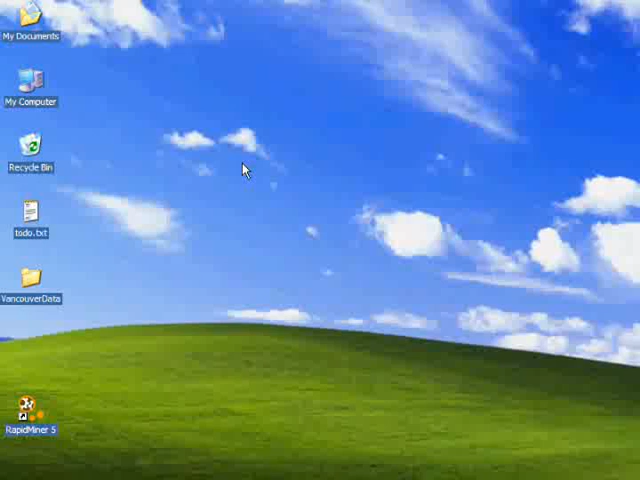 My Documents
My Computer
Recycle Bin
todo.txt
VancouverData
RapidMiner 5